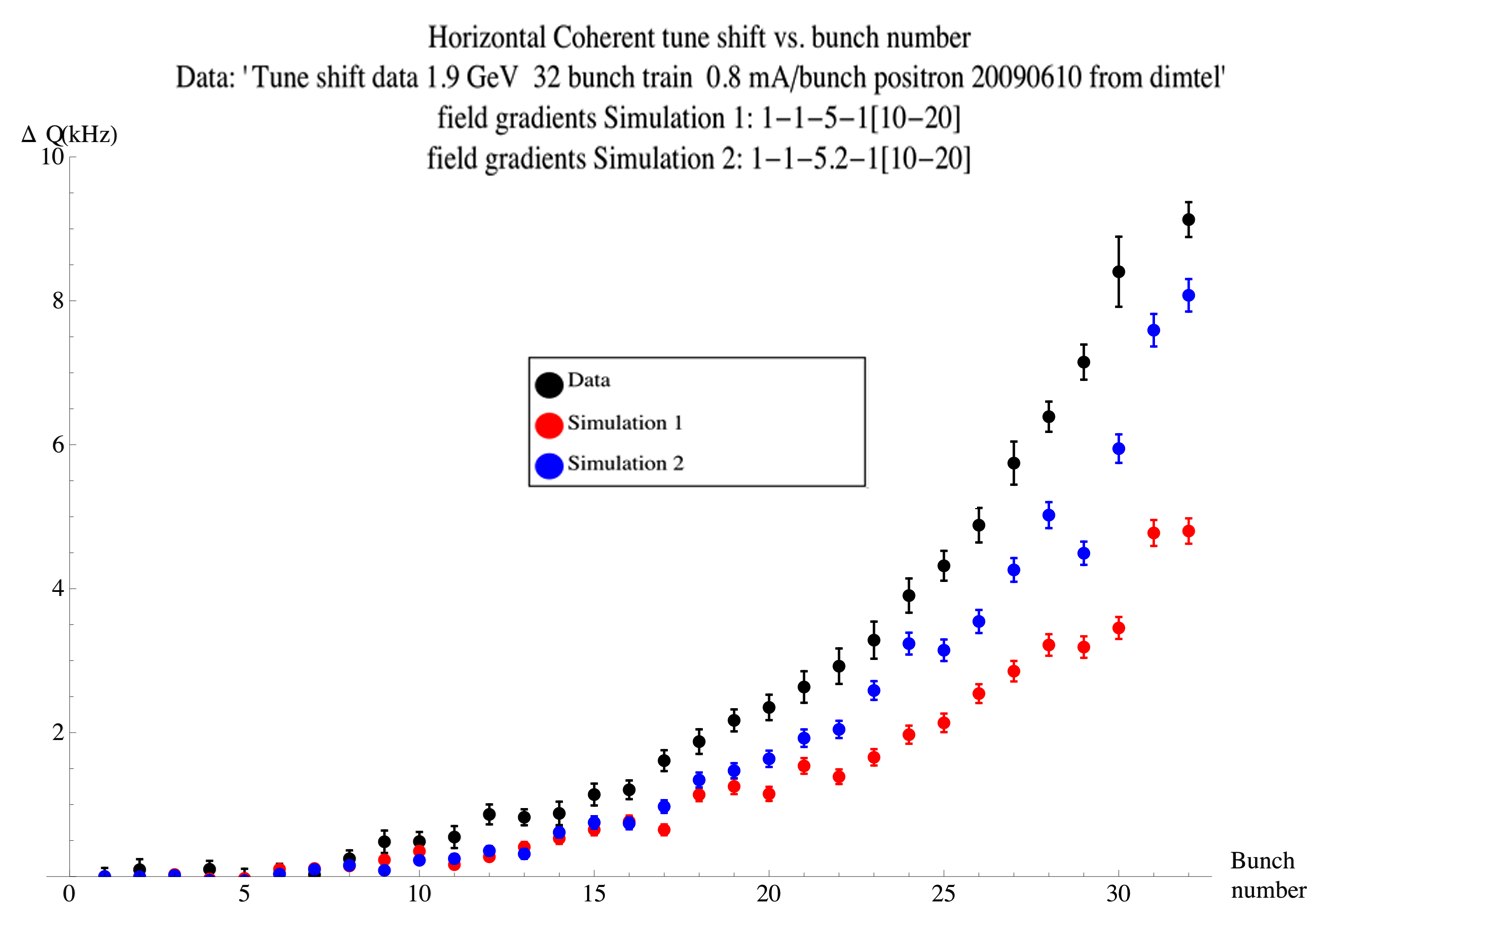 Horizontal Coherent tune shift vs. bunch number
Data: 'Tune shift data 1.9 GeV 32 bunch train 0.8 mA/bunch positron 20090610 from dimtel'
field gradients Simulation 1: 1−1−5−1[10−20]
field gradients Simulation 2: 1−1−5.2−1[10−20]
Δ Q(kHz)
10
8
6
4
2
Data
Simulation 1
Simulation 2
0 5 10 15 20 25 30
Bunch
number